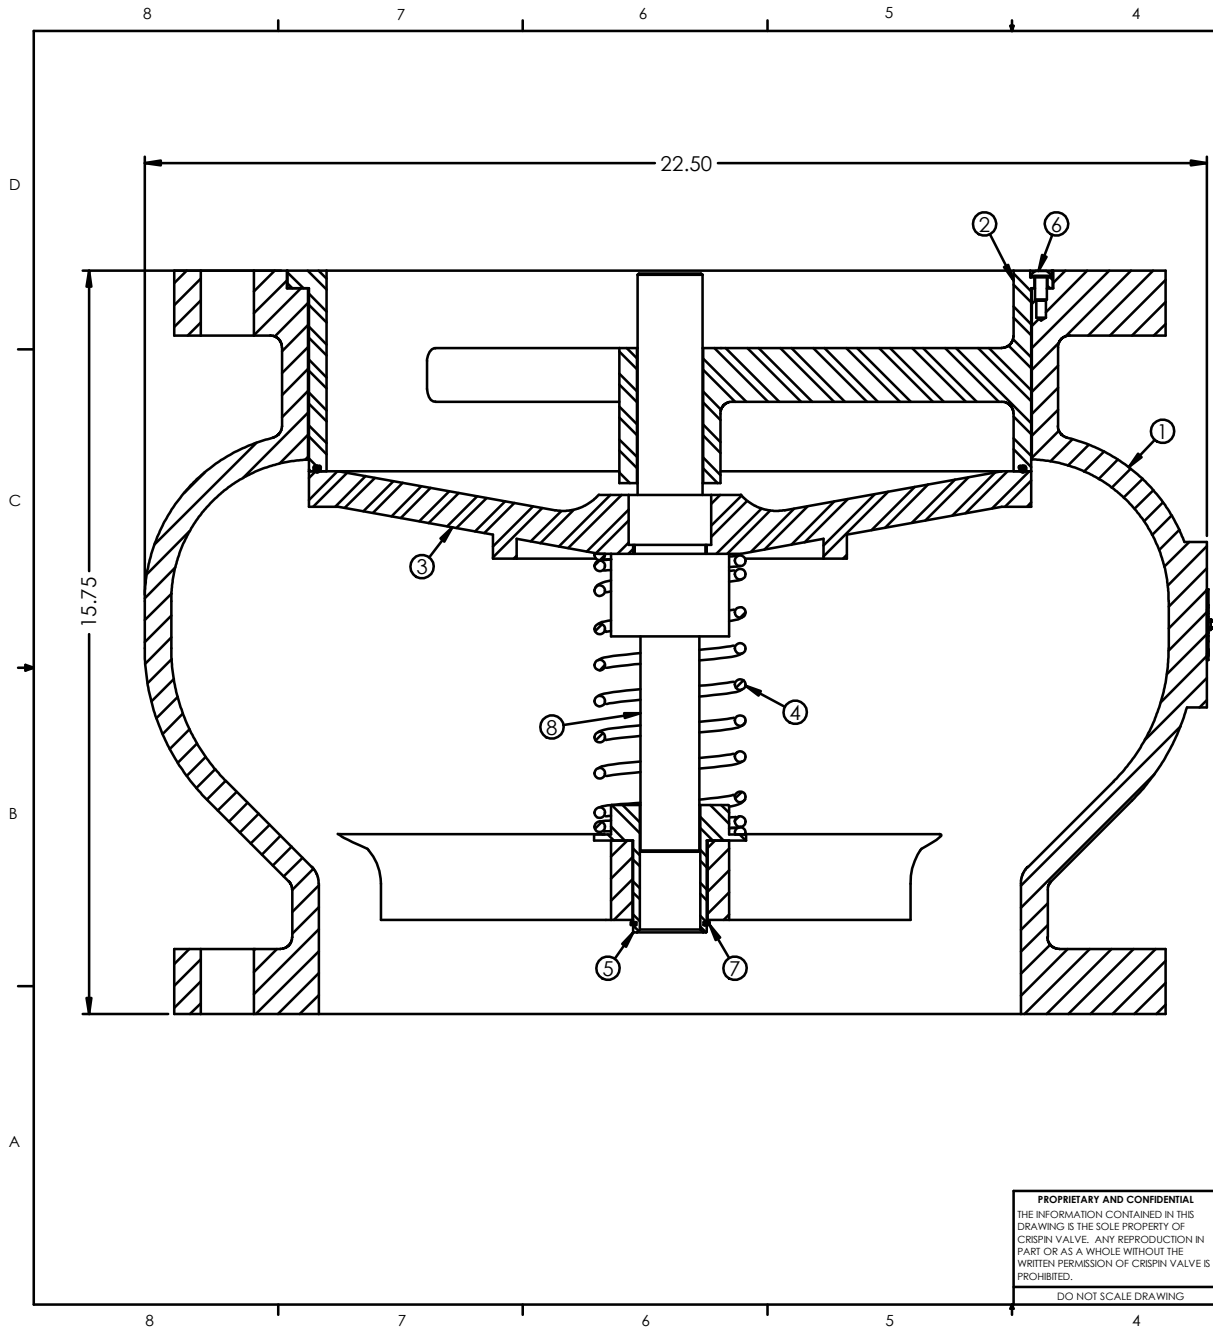 8 7 6 5 4
22.50
D
2 6
1
C
3
15.75
8 4
B
5 7
A
PROPRIETARY AND CONFIDENTIAL
THE INFORMATION CONTAINED IN THIS
DRAWING IS THE SOLE PROPERTY OF
CRISPIN VALVE. ANY REPRODUCTION IN
PART OR AS A WHOLE WITHOUT THE
WRITTEN PERMISSION OF CRISPIN VALVE IS
PROHIBITED.
DO NOT SCALE DRAWING
8 7 6 5 4